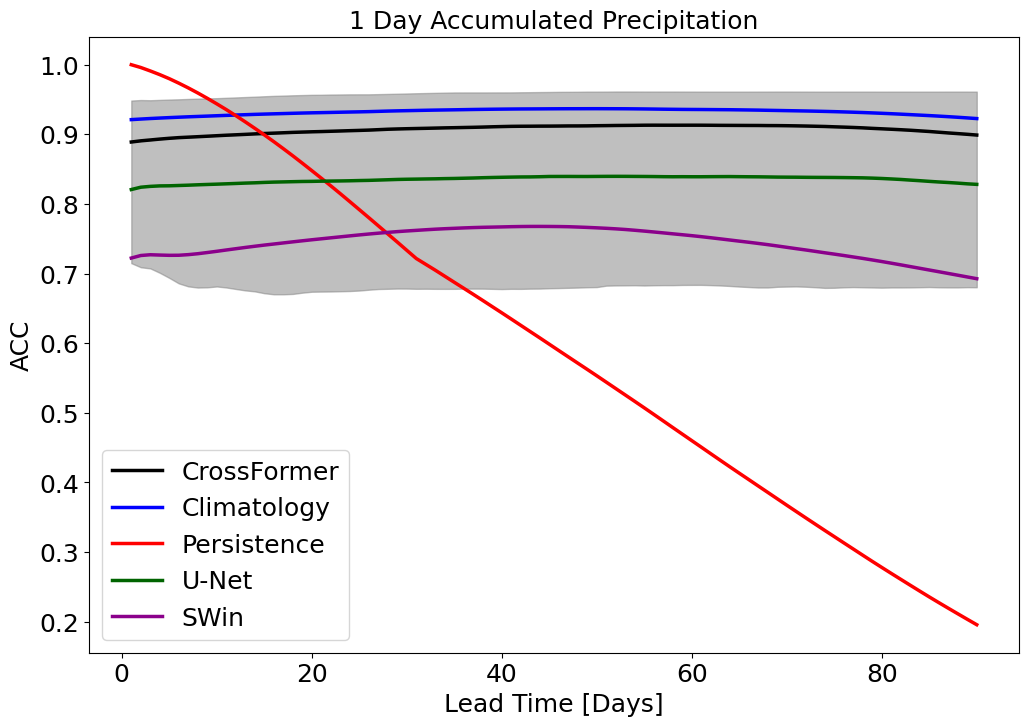 1 Day Accumulated Precipitation
1.0
0.9
0.8
0.7
0.6
0.5
0.4
0.3
0.2
ACC
CrossFormer
Climatology
Persistence
U-Net
SWin
0 20 40 60 80
Lead Time [Days]